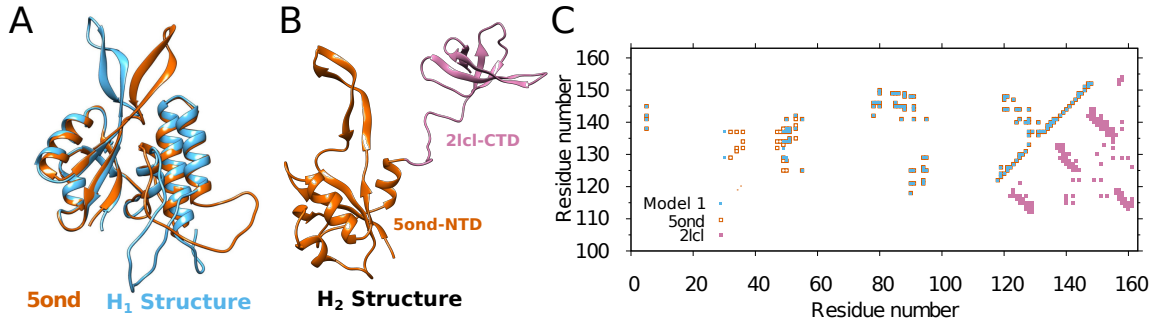 A
B
C
2lcl-CTD
5ond-NTD
5ond H₁ Structure
H₂ Structure
Residue number
160
150
140
130
120
110
100
Model 1
5ond
2lcl
0 20 40 60 80 100 120 140 160
Residue number